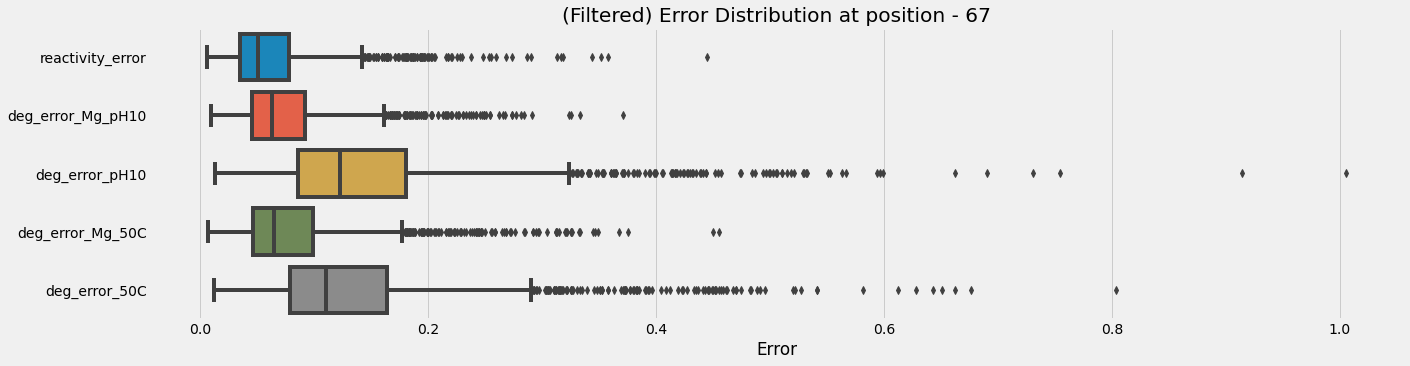 (Filtered) Error Distribution at position - 67
reactivity_error
deg_error_Mg_pH10
deg_error_pH10
deg_error_Mg_50C
deg_error_50C
0.0 0.2 0.4 0.6 0.8 1.0
Error